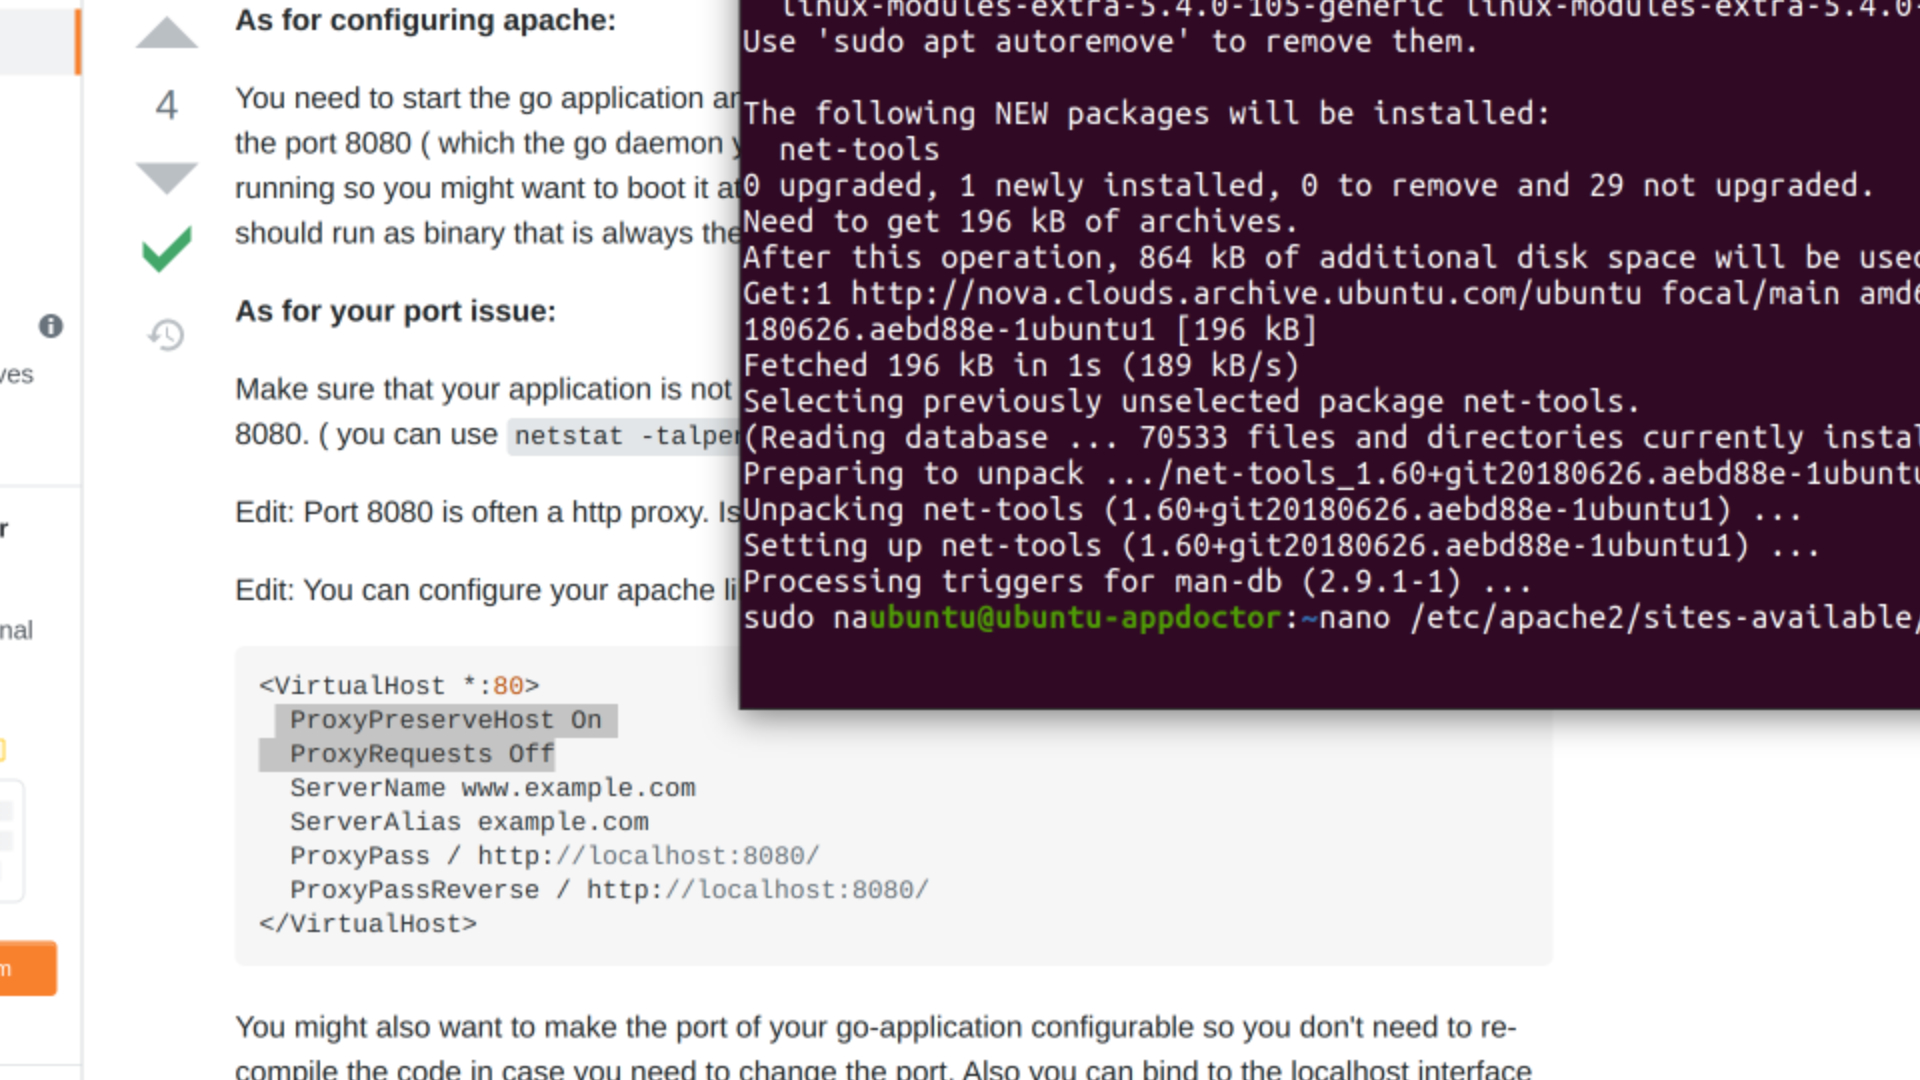 ves
r
nal
m
4
As for configuring apache:
You need to start the go application
the port 8080 ( which the go daemon
running so you might want to boot it at
should run as binary that is always the
As for your port issue:
Make sure that your application is not
8080. ( you can use netstat -talpe
Edit: Port 8080 is often a http proxy. Is
Edit: You can configure your apache li
<VirtualHost *:80>
ProxyPreserveHost On
ProxyRequests Off
ServerName www.example.com
ServerAlias example.com
ProxyPass / http://localhost:8080/
ProxyPassReverse / http://localhost:8080/
</VirtualHost>
You might also want to make the port of your go-application configurable so you don't need to re-
compile the code in case you need to change the port. Also you can bind to the localhost interface
linux-modules-extra-5.4.0-105-generic linux-modules-extra-5.4.0-
Use 'sudo apt autoremove' to remove them.
The following NEW packages will be installed:
net-tools
0 upgraded, 1 newly installed, 0 to remove and 29 not upgraded.
Need to get 196 kB of archives.
After this operation, 864 kB of additional disk space will be used
Get:1 http://nova.clouds.archive.ubuntu.com/ubuntu focal/main amd6
180626.aebd88e-1ubuntu1 [196 kB]
Fetched 196 kB in 1s (189 kB/s)
Selecting previously unselected package net-tools.
(Reading database ... 70533 files and directories currently instal
Preparing to unpack .../net-tools_1.60+git20180626.aebd88e-1ubuntu
Unpacking net-tools (1.60+git20180626.aebd88e-1ubuntu1) ...
Setting up net-tools (1.60+git20180626.aebd88e-1ubuntu1) ...
Processing triggers for man-db (2.9.1-1) ...
sudo naubuntu@ubuntu-appdoctor:~nano /etc/apache2/sites-available/